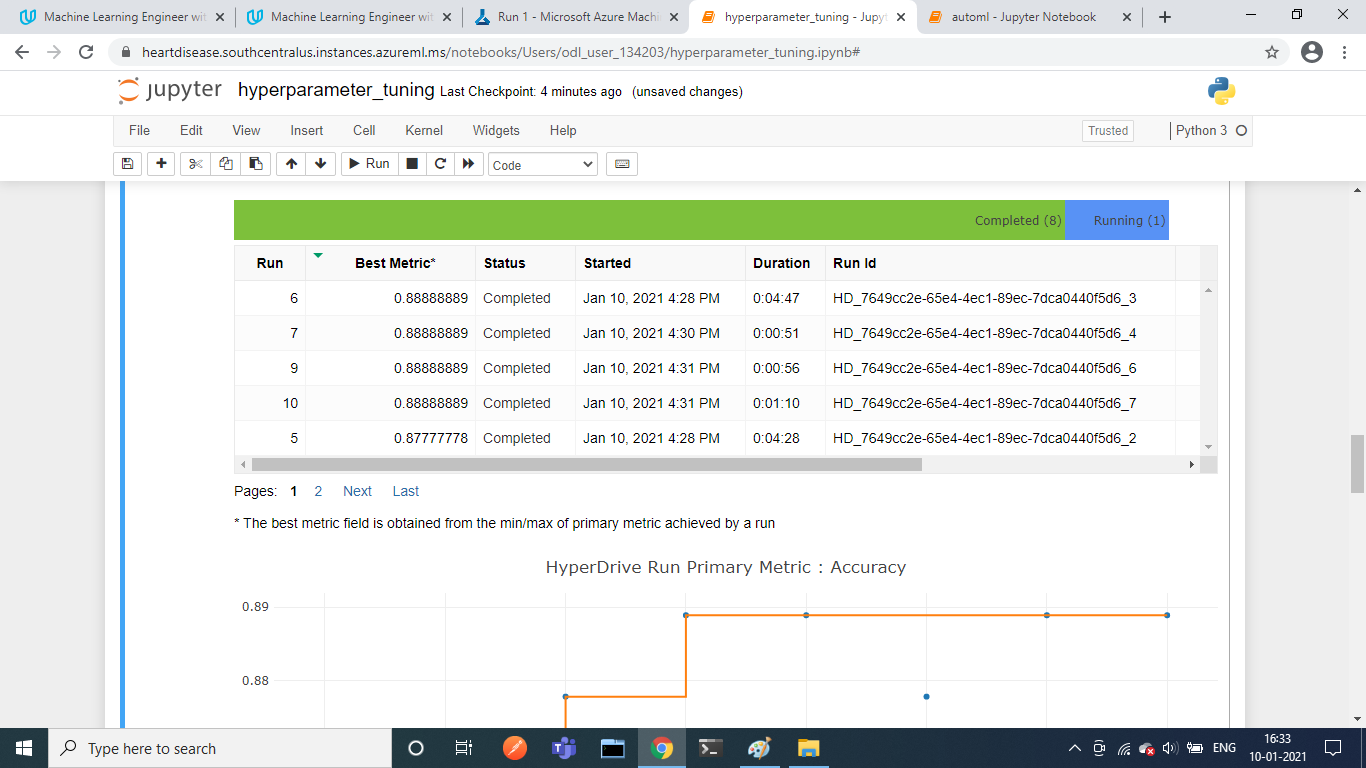 Machine Learning Engineer wit
Machine Learning Engineer wit
Run 1 - Microsoft Azure Machi
hyperparameter_tuning - Jupyt
automl - Jupyter Notebook
heartdisease.southcentralus.instances.azureml.ms/notebooks/Users/odl_user_134203/hyperparameter_tuning.ipynb#
jupyter hyperparameter_tuning Last Checkpoint: 4 minutes ago (unsaved changes)
File Edit View Insert Cell Kernel Widgets Help Trusted Python 3
Run Code
Completed (8) Running (1)
Run Best Metric* Status Started Duration Run Id
6 0.88888889 Completed Jan 10, 2021 4:28 PM 0:04:47 HD_7649cc2e-65e4-4ec1-89ec-7dca0440f5d6_3
7 0.88888889 Completed Jan 10, 2021 4:30 PM 0:00:51 HD_7649cc2e-65e4-4ec1-89ec-7dca0440f5d6_4
9 0.88888889 Completed Jan 10, 2021 4:31 PM 0:00:56 HD_7649cc2e-65e4-4ec1-89ec-7dca0440f5d6_6
10 0.88888889 Completed Jan 10, 2021 4:31 PM 0:01:10 HD_7649cc2e-65e4-4ec1-89ec-7dca0440f5d6_7
5 0.87777778 Completed Jan 10, 2021 4:28 PM 0:04:28 HD_7649cc2e-65e4-4ec1-89ec-7dca0440f5d6_2
Pages: 1 2 Next Last
* The best metric field is obtained from the min/max of primary metric achieved by a run
HyperDrive Run Primary Metric : Accuracy
0.89
0.88
Type here to search
ENG
16:33
10-01-2021